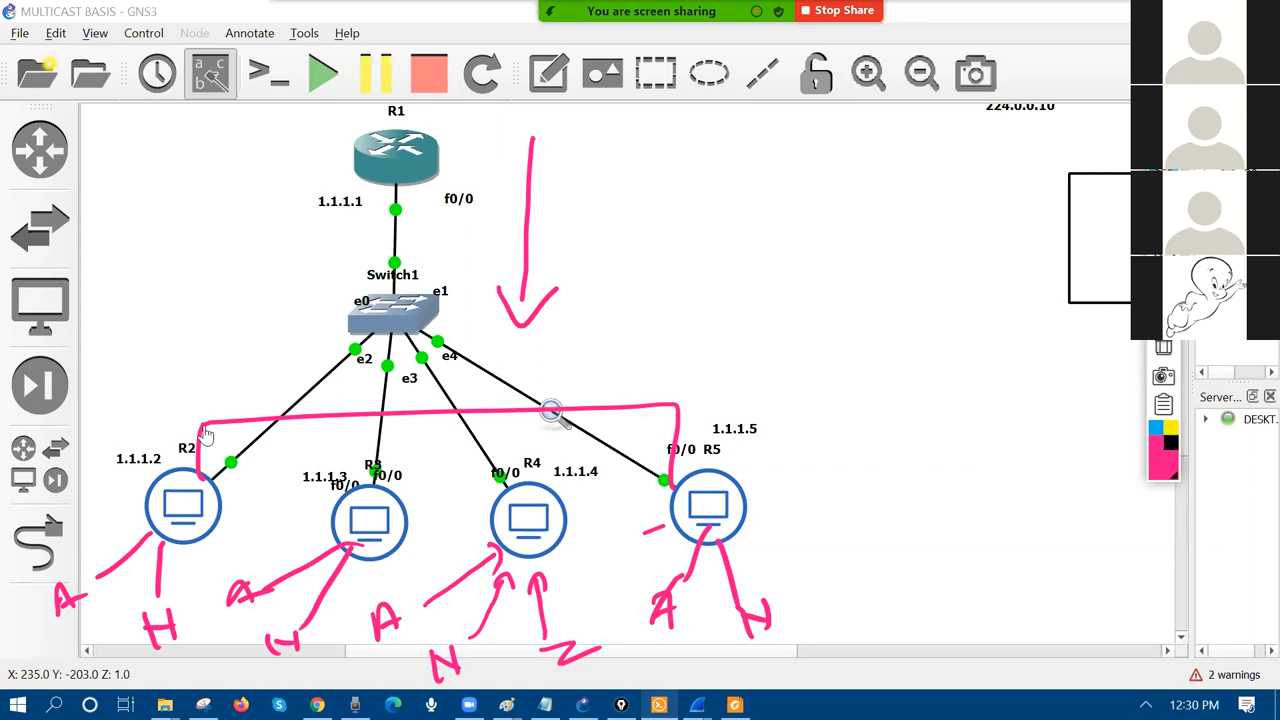 MULTICAST BASIS - GNS3
You are screen sharing
Stop Share
File Edit View Control Node Annotate Tools Help
a c
b
224.0.0.10
R1
1.1.1.1
f0/0
Switch1
e0
e1
e2
e3
e4
1.1.1.5
f0/0 R5
R2
1.1.1.2
R3
1.1.1.3
f0/0
f0/0
R4
f0/0
1.1.1.4
A
H
A
H
A
N
Z
A
N
Server...
DESKT.
X: 235.0 Y: -203.0 Z: 1.0
2 warnings
12:30 PM